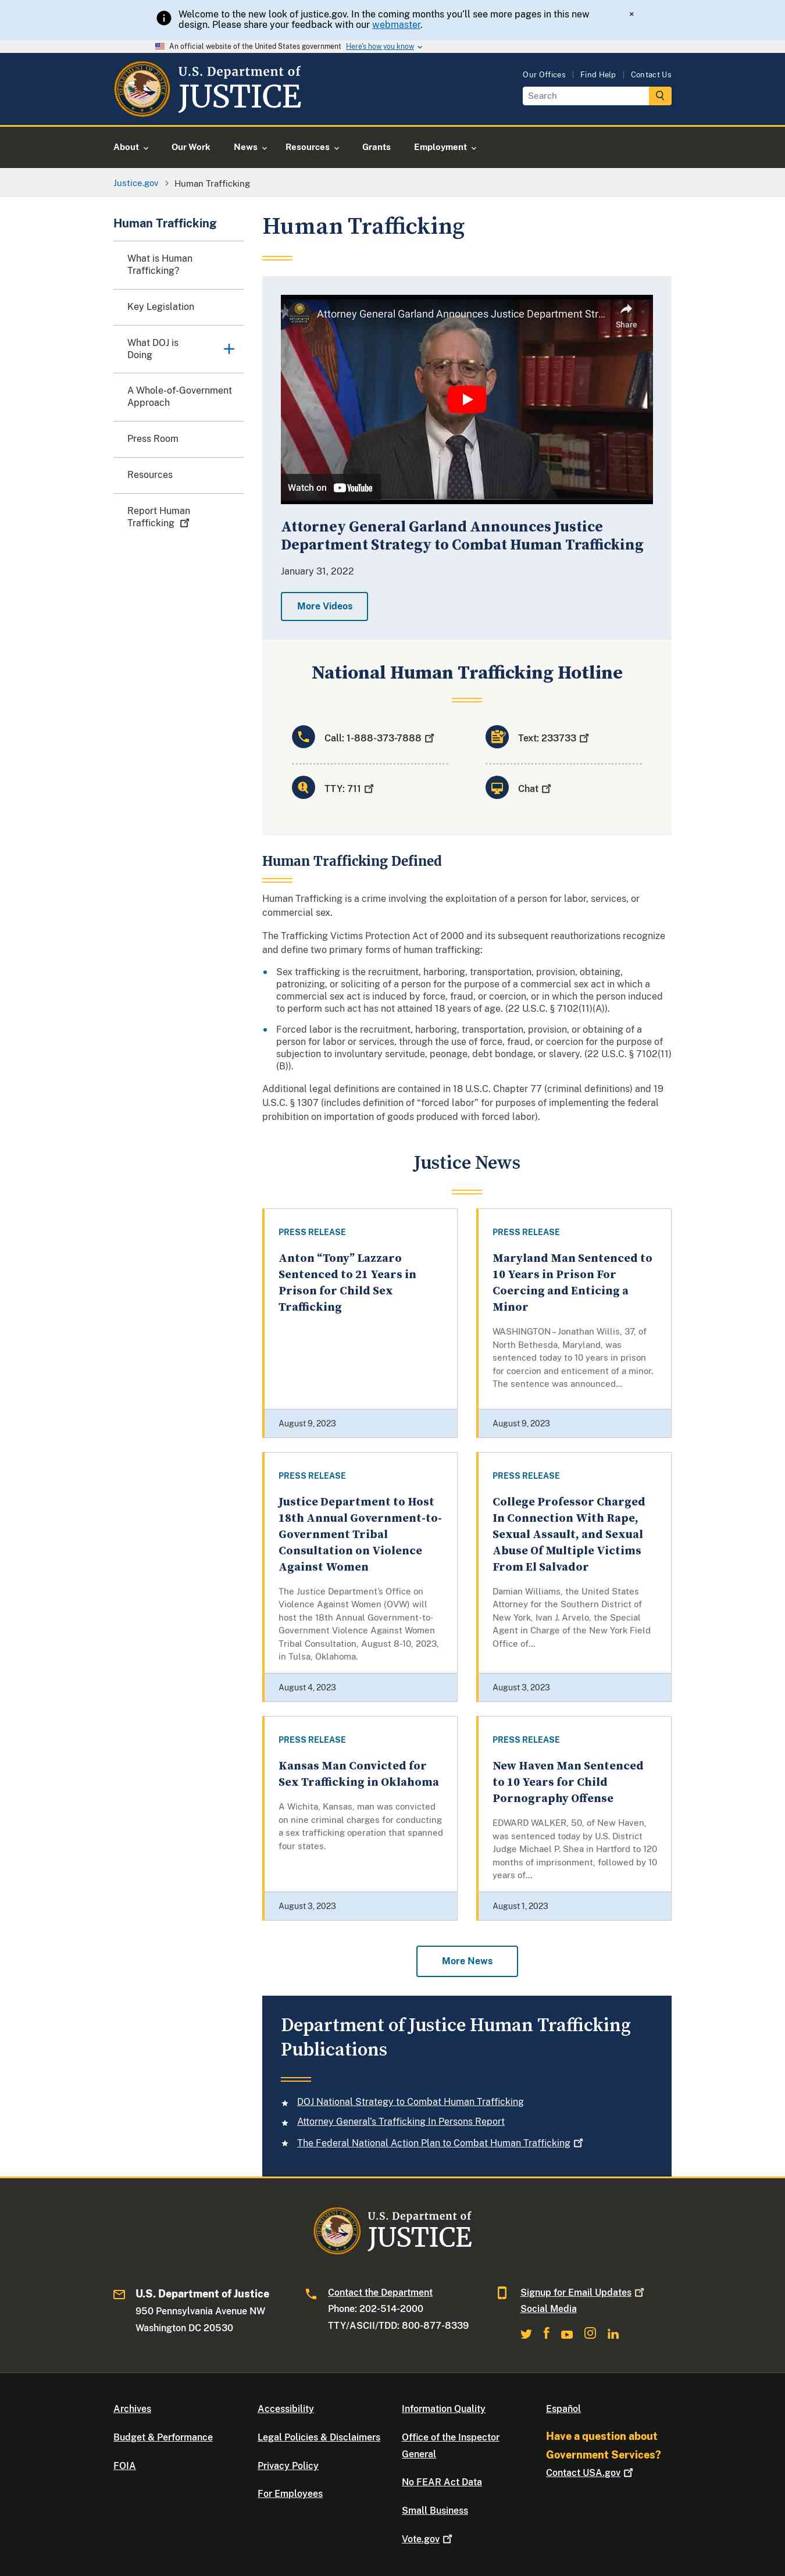 Welcome to the new look of justice.gov. In the coming months you'll see more pages in this new
design. Please share your feedback with our webmaster.
×
An official website of the United States government Here's how you know
U.S. Department of
JUSTICE
Our Offices
Find Help
Contact Us
Search
About
Our Work
News
Resources
Grants
Employment
Justice.gov
Human Trafficking
Human Trafficking
What is Human
Trafficking?
Key Legislation
What DOJ is
Doing
A Whole-of-Government
Approach
Press Room
Resources
Report Human
Trafficking
Human Trafficking
Attorney General Garland Announces Justice Department Str...
Share
Watch on YouTube
Attorney General Garland Announces Justice
Department Strategy to Combat Human Trafficking
January 31, 2022
More Videos
National Human Trafficking Hotline
Call: 1-888-373-7888
Text: 233733
TTY: 711
Chat
Human Trafficking Defined
Human Trafficking is a crime involving the exploitation of a person for labor, services, or
commercial sex.
The Trafficking Victims Protection Act of 2000 and its subsequent reauthorizations recognize
and define two primary forms of human trafficking:
Sex trafficking is the recruitment, harboring, transportation, provision, obtaining,
patronizing, or soliciting of a person for the purpose of a commercial sex act in which a
commercial sex act is induced by force, fraud, or coercion, or in which the person induced
to perform such act has not attained 18 years of age. (22 U.S.C. § 7102(11)(A)).
Forced labor is the recruitment, harboring, transportation, provision, or obtaining of a
person for labor or services, through the use of force, fraud, or coercion for the purpose of
subjection to involuntary servitude, peonage, debt bondage, or slavery. (22 U.S.C. § 7102(11)
(B)).
Additional legal definitions are contained in 18 U.S.C. Chapter 77 (criminal definitions) and 19
U.S.C. § 1307 (includes definition of “forced labor” for purposes of implementing the federal
prohibition on importation of goods produced with forced labor).
Justice News
PRESS RELEASE
Anton “Tony” Lazzaro
Sentenced to 21 Years in
Prison for Child Sex
Trafficking
August 9, 2023
PRESS RELEASE
Maryland Man Sentenced to
10 Years in Prison For
Coercing and Enticing a
Minor
WASHINGTON – Jonathan Willis, 37, of
North Bethesda, Maryland, was
sentenced today to 10 years in prison
for coercion and enticement of a minor.
The sentence was announced...
August 9, 2023
PRESS RELEASE
Justice Department to Host
18th Annual Government-to-
Government Tribal
Consultation on Violence
Against Women
The Justice Department’s Office on
Violence Against Women (OVW) will
host the 18th Annual Government-to-
Government Violence Against Women
Tribal Consultation, August 8-10, 2023,
in Tulsa, Oklahoma.
August 4, 2023
PRESS RELEASE
College Professor Charged
In Connection With Rape,
Sexual Assault, and Sexual
Abuse Of Multiple Victims
From El Salvador
Damian Williams, the United States
Attorney for the Southern District of
New York, Ivan J. Arvelo, the Special
Agent in Charge of the New York Field
Office of...
August 3, 2023
PRESS RELEASE
Kansas Man Convicted for
Sex Trafficking in Oklahoma
A Wichita, Kansas, man was convicted
on nine criminal charges for conducting
a sex trafficking operation that spanned
four states.
August 3, 2023
PRESS RELEASE
New Haven Man Sentenced
to 10 Years for Child
Pornography Offense
EDWARD WALKER, 50, of New Haven,
was sentenced today by U.S. District
Judge Michael P. Shea in Hartford to 120
months of imprisonment, followed by 10
years of...
August 1, 2023
More News
Department of Justice Human Trafficking
Publications
DOJ National Strategy to Combat Human Trafficking
Attorney General's Trafficking In Persons Report
The Federal National Action Plan to Combat Human Trafficking
U.S. Department of
JUSTICE
U.S. Department of Justice
950 Pennsylvania Avenue NW
Washington DC 20530
Contact the Department
Phone: 202-514-2000
TTY/ASCII/TDD: 800-877-8339
Signup for Email Updates
Social Media
Archives
Budget & Performance
FOIA
Accessibility
Legal Policies & Disclaimers
Privacy Policy
For Employees
Information Quality
Office of the Inspector
General
No FEAR Act Data
Small Business
Vote.gov
Español
Have a question about
Government Services?
Contact USA.gov